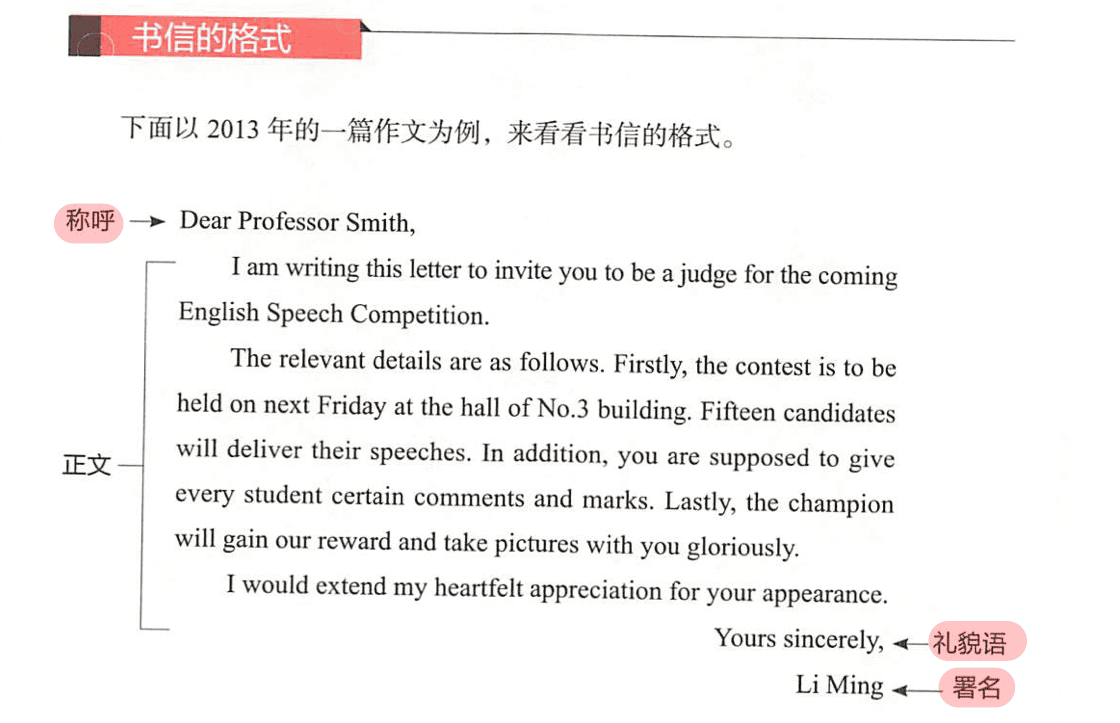 书信的格式
下面以 2013 年的一篇作文为例，来看看书信的格式。
称呼 Dear Professor Smith,
I am writing this letter to invite you to be a judge for the coming
English Speech Competition.
The relevant details are as follows. Firstly, the contest is to be
held on next Friday at the hall of No.3 building. Fifteen candidates
正文 will deliver their speeches. In addition, you are supposed to give
every student certain comments and marks. Lastly, the champion
will gain our reward and take pictures with you gloriously.
I would extend my heartfelt appreciation for your appearance.
Yours sincerely, 礼貌语
Li Ming 署名